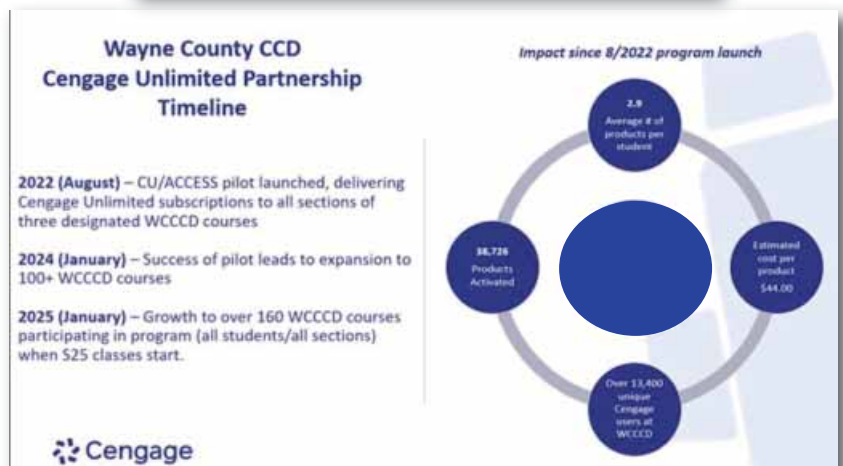 Wayne County CCD
Cengage Unlimited Partnership
Timeline
2022 (August) – CU/ACCESS pilot launched, delivering
Cengage Unlimited subscriptions to all sections of
three designated WCCCD courses
2024 (January) – Success of pilot leads to expansion to
100+ WCCCD courses
2025 (January) – Growth to over 160 WCCCD courses
participating in program (all students/all sections)
when S25 classes start.
Cengage
Impact since 8/2022 program launch
2.9
Average # of
products per
student
Estimated
cost per
product
$44.00
Over 13,400
unique
Cengage
users at
WCCCD
38,726
Products
Activated